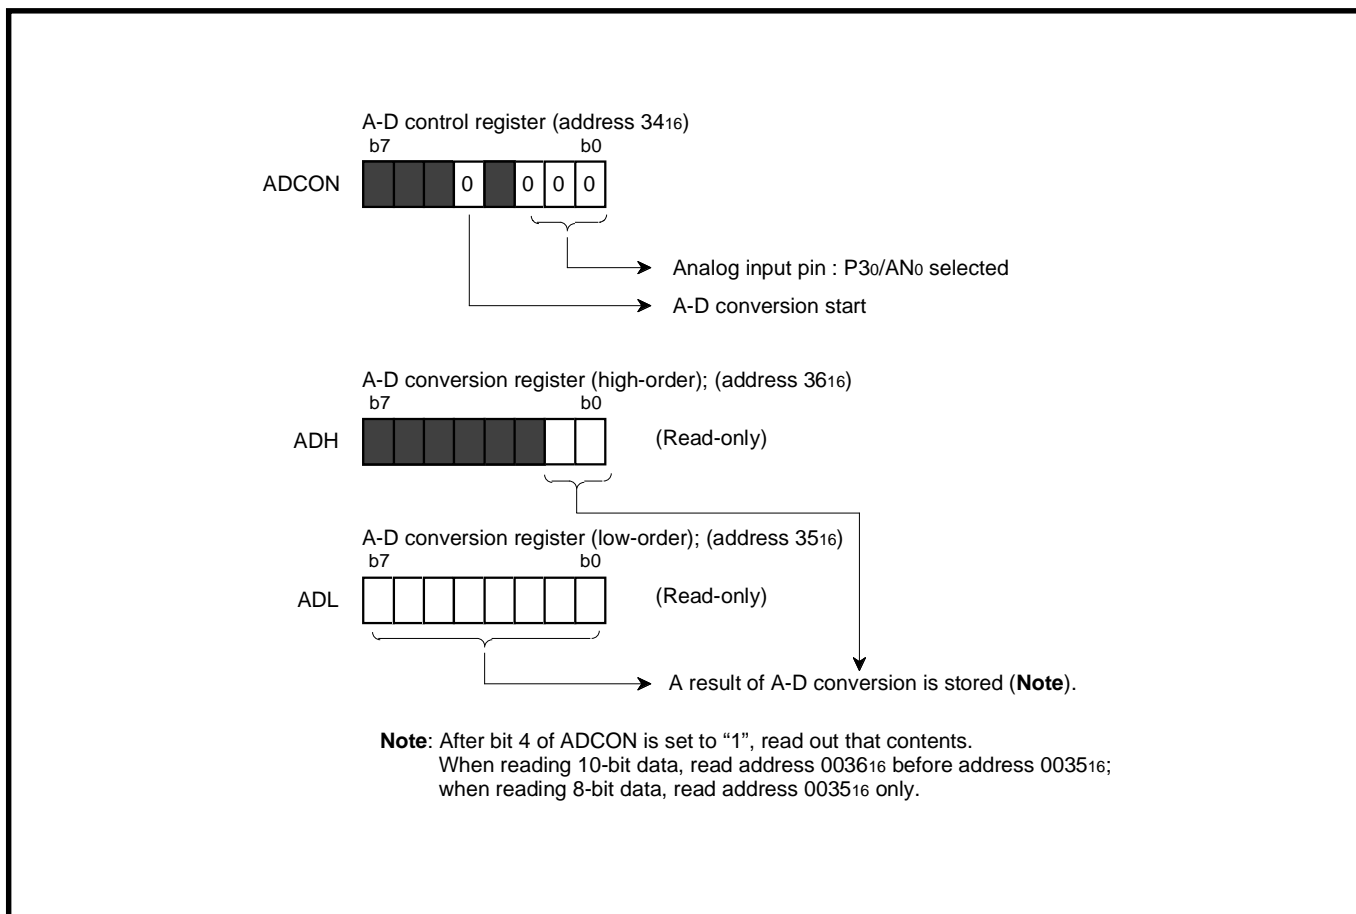 A-D control register (address 3416)
b7 b0
ADCON 0 0 0 0
Analog input pin : P30/AN0 selected
A-D conversion start
A-D conversion register (high-order); (address 3616)
b7 b0
ADH (Read-only)
A-D conversion register (low-order); (address 3516)
b7 b0
ADL (Read-only)
A result of A-D conversion is stored (Note).
Note: After bit 4 of ADCON is set to “1”, read out that contents.
When reading 10-bit data, read address 003616 before address 003516;
when reading 8-bit data, read address 003516 only.